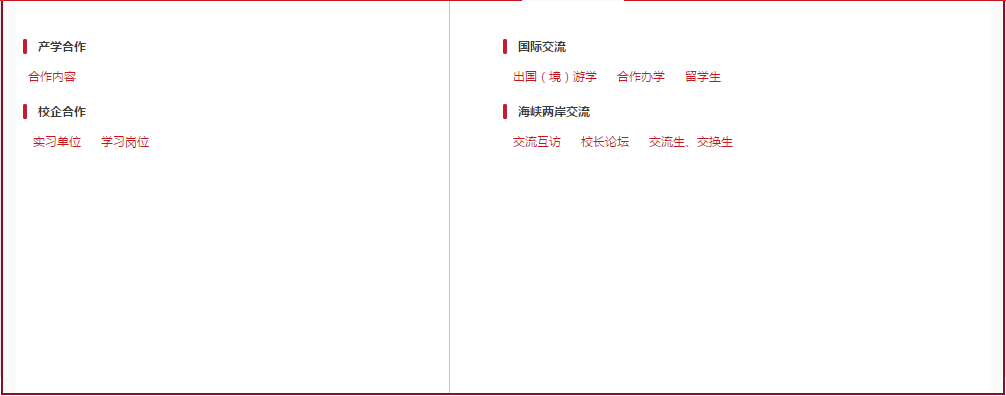 产学合作
合作内容
校企合作
实习单位 学习岗位
国际交流
出国（境）游学 合作办学 留学生
海峡两岸交流
交流互访 校长论坛 交流生、交换生